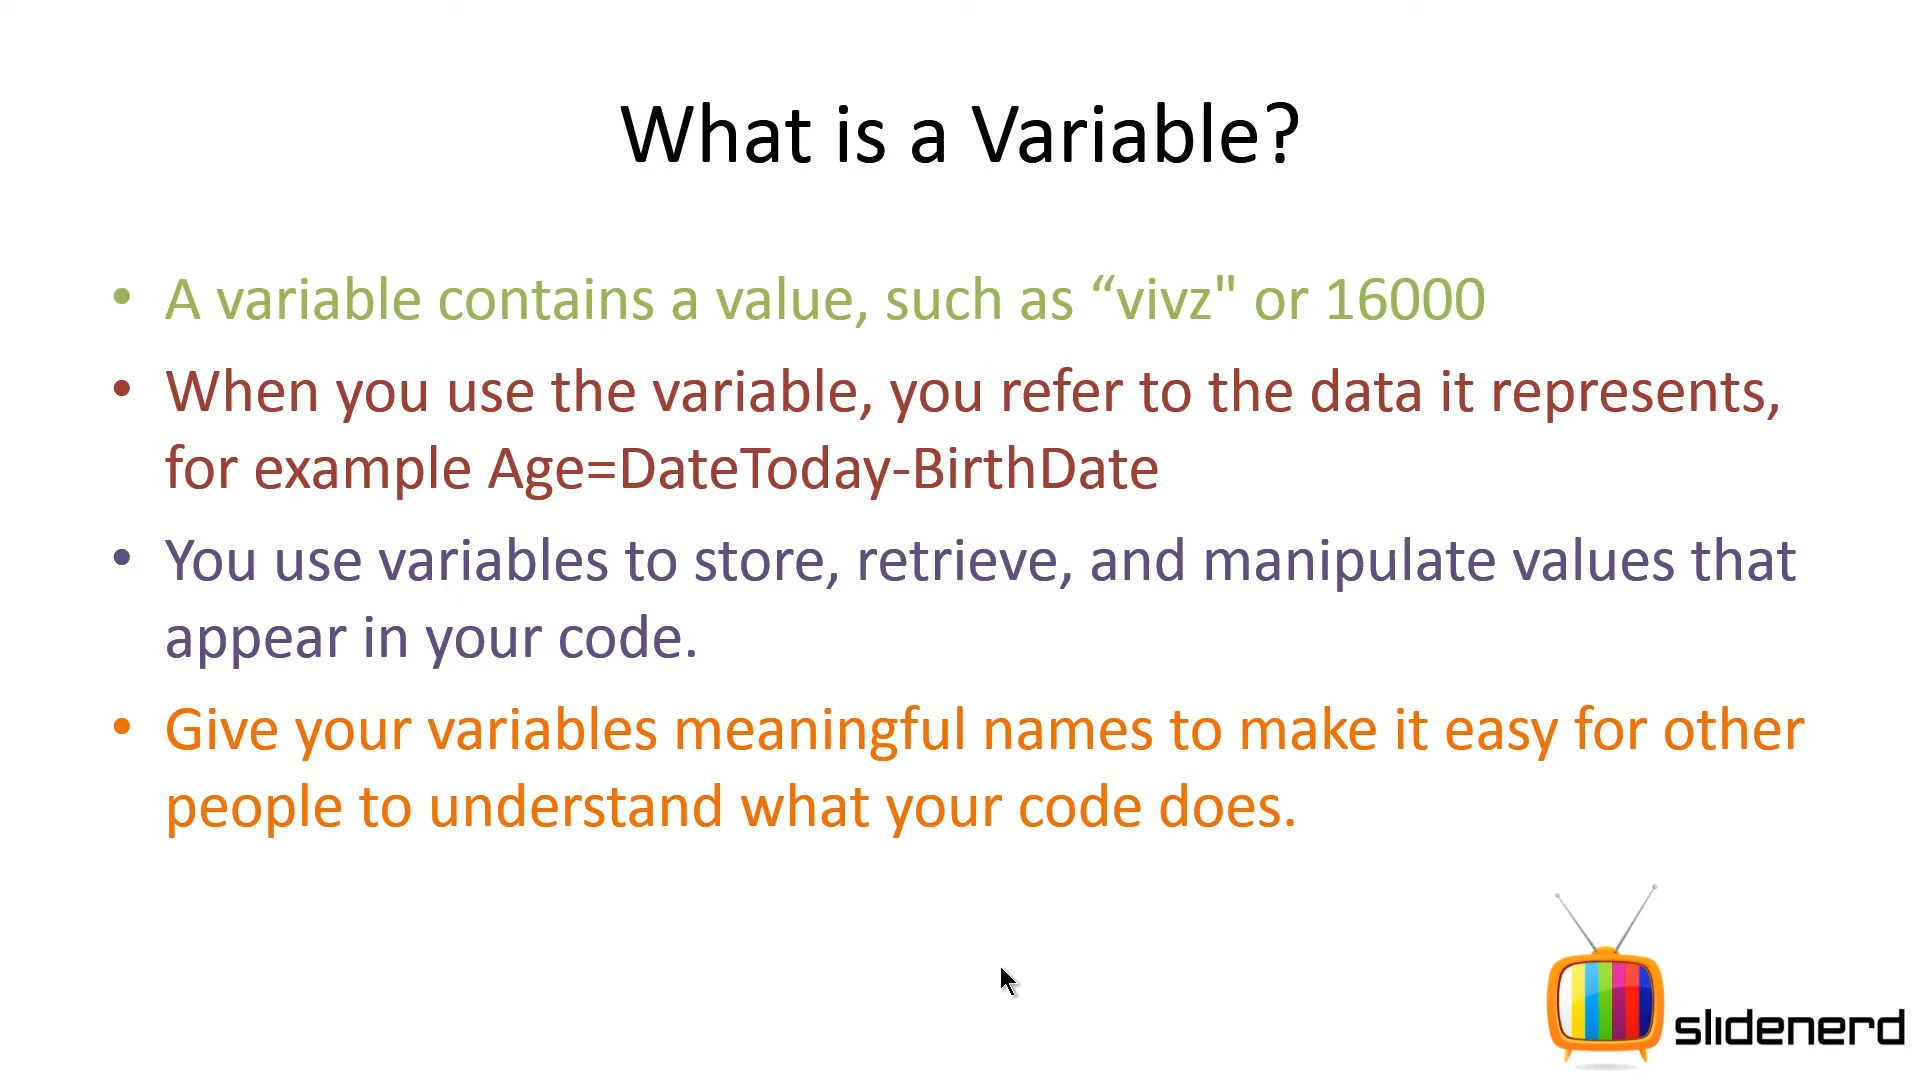 What is a Variable?
• A variable contains a value, such as “vivz" or 16000
• When you use the variable, you refer to the data it represents,
for example Age=DateToday-BirthDate
• You use variables to store, retrieve, and manipulate values that
appear in your code.
• Give your variables meaningful names to make it easy for other
people to understand what your code does.
slidenerd